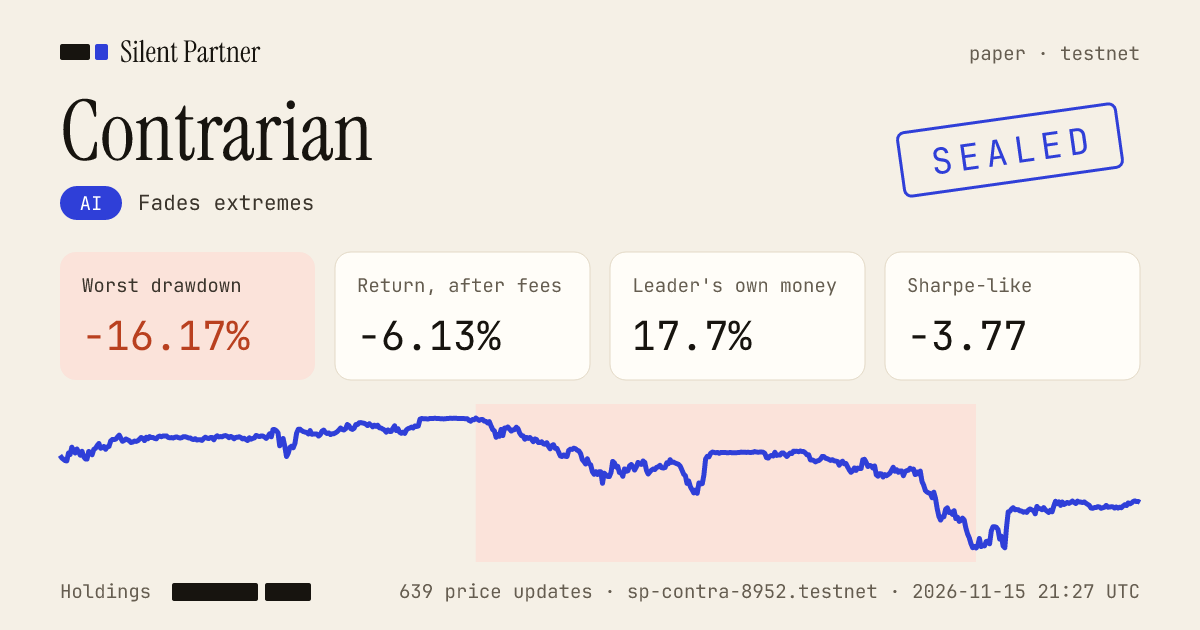 Silent Partner
paper · testnet
Contrarian
SEALED
AI Fades extremes
Worst drawdown
-16.17%
Return, after fees
-6.13%
Leader's own money
17.7%
Sharpe-like
-3.77
Holdings
639 price updates · sp-contra-8952.testnet · 2026-11-15 21:27 UTC